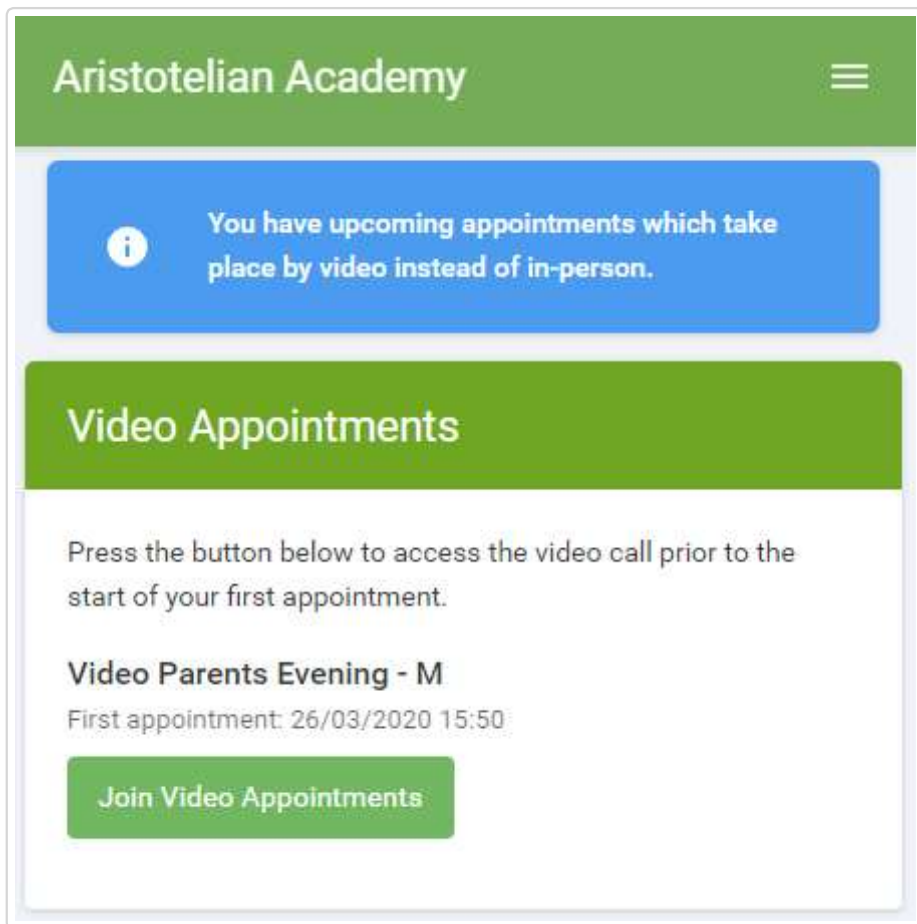 Aristotelian Academy
You have upcoming appointments which take
place by video instead of in-person.
Video Appointments
Press the button below to access the video call prior to the
start of your first appointment.
Video Parents Evening - M
First appointment: 26/03/2020 15:50
Join Video Appointments